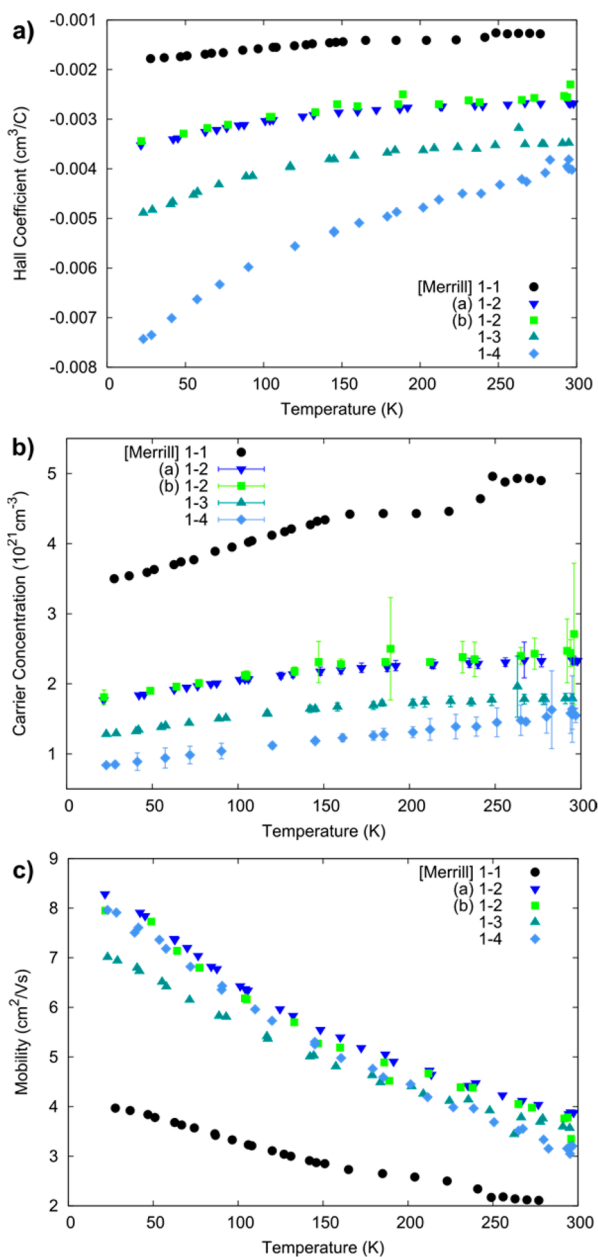 a)
-0.001
-0.002
-0.003
-0.004
-0.005
-0.006
-0.007
-0.008
Hall Coefficient (cm³/C)
[Merrill] 1-1
(a) 1-2
(b) 1-2
1-3
1-4
0 50 100 150 200 250 300
Temperature (K)
b)
[Merrill] 1-1
(a) 1-2
(b) 1-2
1-3
1-4
5
4
3
2
1
Carrier Concentration (10²¹cm⁻³)
0 50 100 150 200 250 300
Temperature (K)
c)
9
8
7
6
5
4
3
2
Mobility (cm²/Vs)
[Merrill] 1-1
(a) 1-2
(b) 1-2
1-3
1-4
0 50 100 150 200 250 300
Temperature (K)